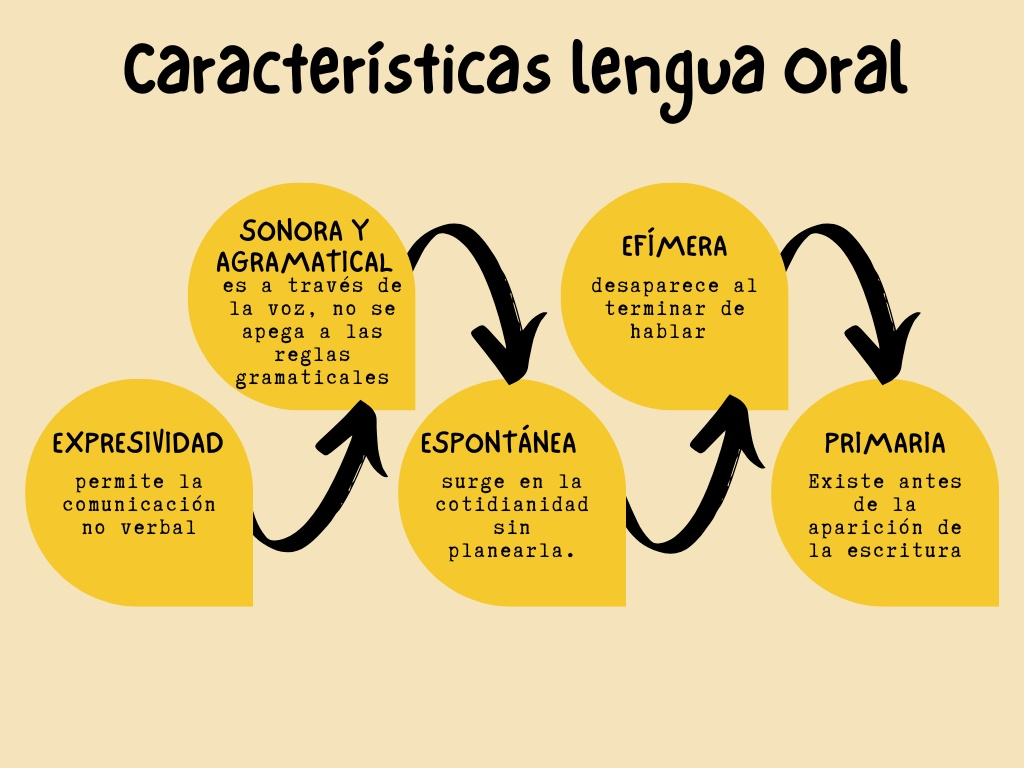 Características lengua Oral
EXPRESIVIDAD
permite la
comunicación
no verbal
SONORA Y
AGRAMATICAL
es a través de
la voz, no se
apega a las
reglas
gramaticales
ESPONTÁNEA
surge en la
cotidianidad
sin
planearla.
EFÍMERA
desaparece al
terminar de
hablar
PRIMARIA
Existe antes
de la
aparición de
la escritura